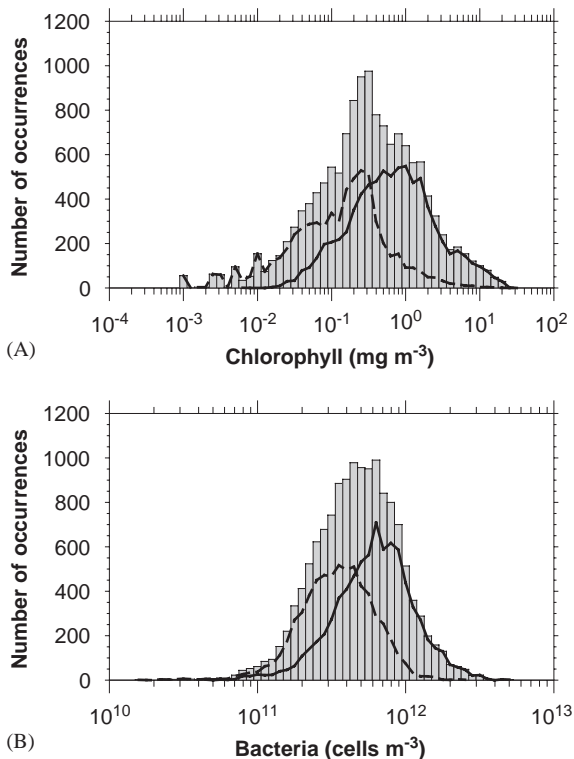 1200
1000
800
600
400
200
0
Number of occurrences
10⁻⁴ 10⁻³ 10⁻² 10⁻¹ 10⁰ 10¹ 10²
(A)
Chlorophyll (mg m⁻³)
1200
1000
800
600
400
200
0
Number of occurrences
10¹⁰ 10¹¹ 10¹² 10¹³
(B)
Bacteria (cells m⁻³)